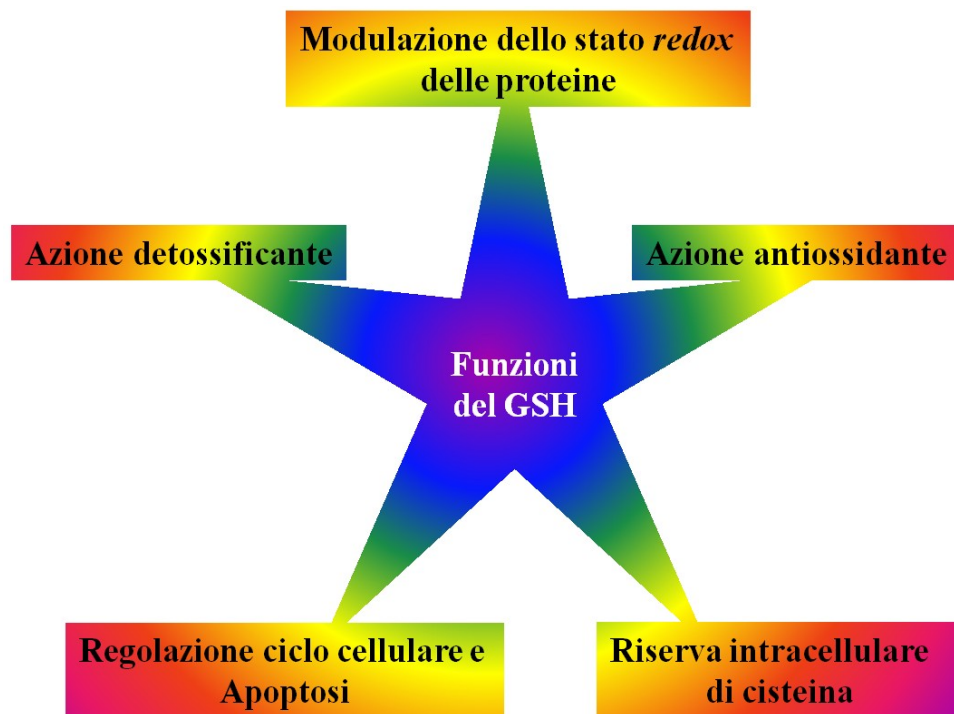 Modulazione dello stato redox
delle proteine
Azione detossificante
Azione antiossidante
Funzioni
del GSH
Regolazione ciclo cellulare e
Apoptosi
Riserva intracellulare
di cisteina